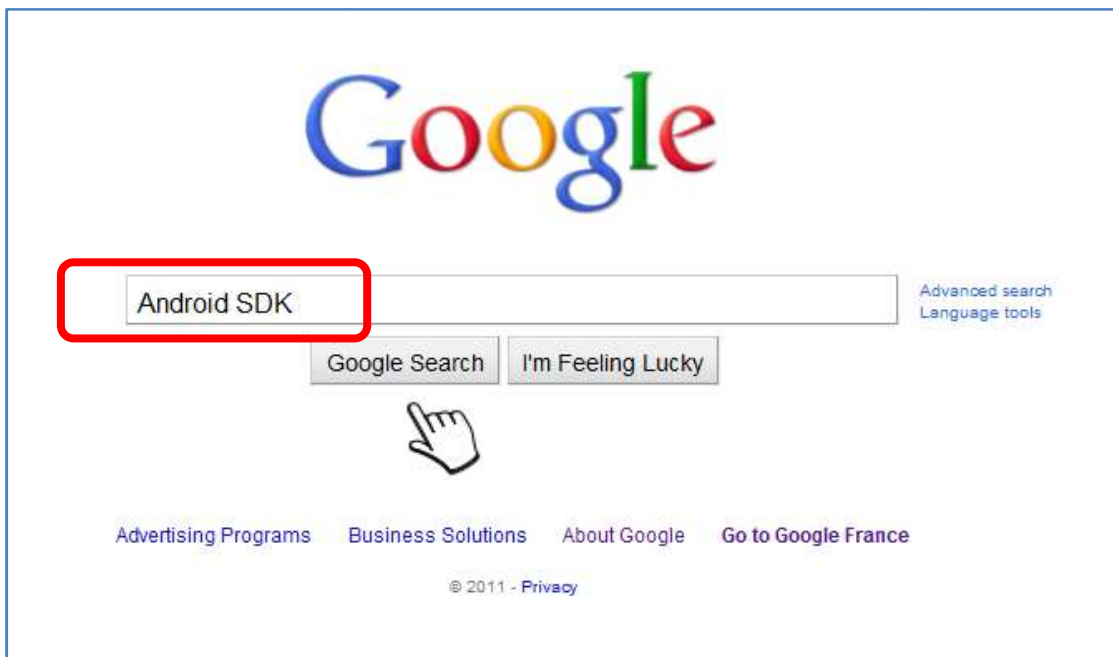 Google
Android SDK
Advanced search
Language tools
Google Search I'm Feeling Lucky
Advertising Programs Business Solutions About Google Go to Google France
© 2011 - Privacy